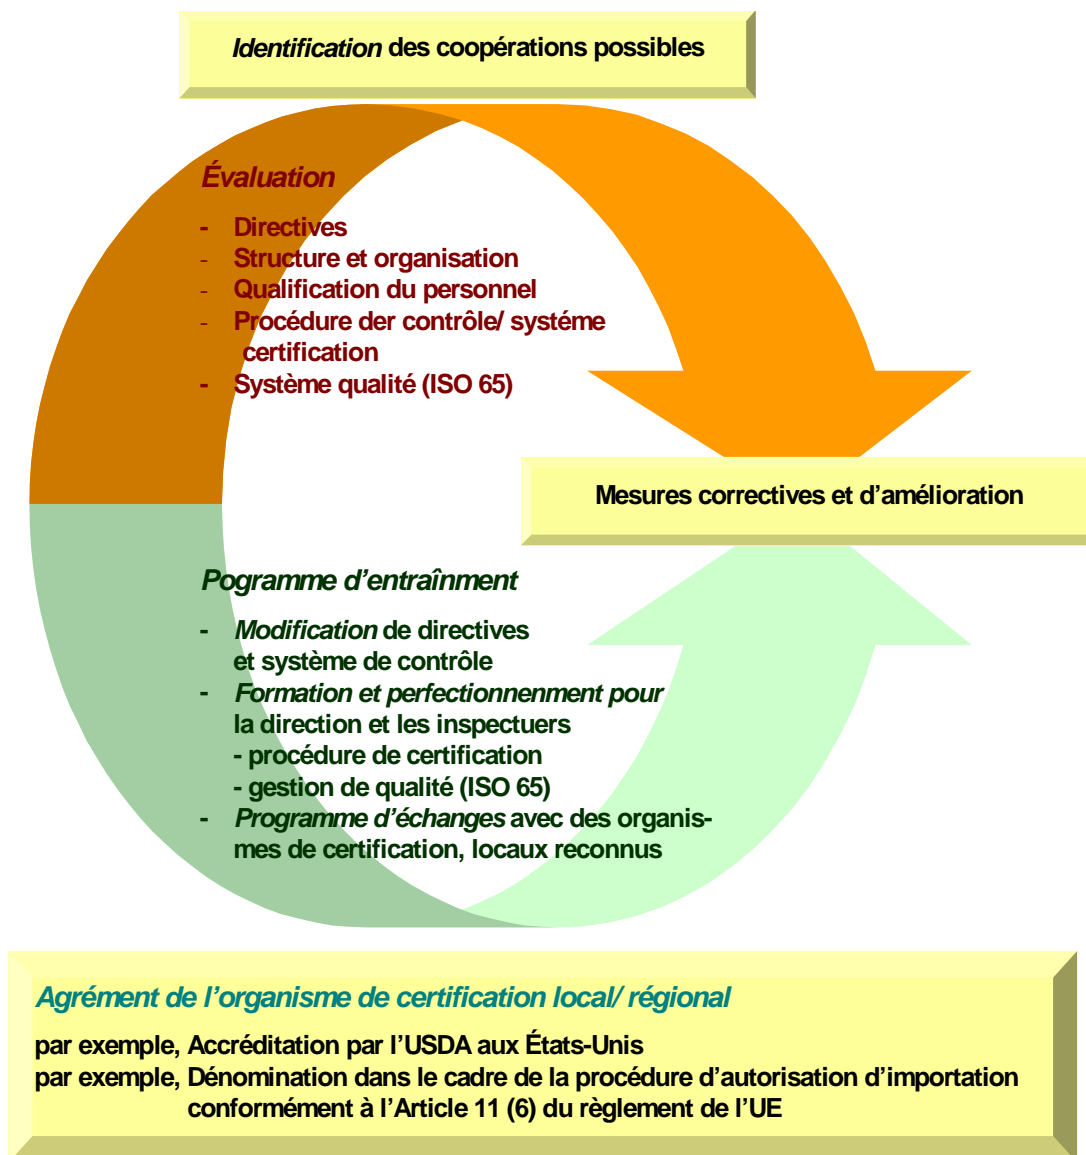 Identification des coopérations possibles
Évaluation
- Directives
- Structure et organisation
- Qualification du personnel
- Procédure der contrôle/ systéme
certification
- Système qualité (ISO 65)
Mesures correctives et d’amélioration
Pogramme d’entraînment
- Modification de directives
et système de contrôle
- Formation et perfectionnenment pour
la direction et les inspectuers
- procédure de certification
- gestion de qualité (ISO 65)
- Programme d’échanges avec des organis-
mes de certification, locaux reconnus
Agrément de l’organisme de certification local/ régional
par exemple, Accréditation par l’USDA aux États-Unis
par exemple, Dénomination dans le cadre de la procédure d’autorisation d’importation
conformément à l’Article 11 (6) du règlement de l’UE